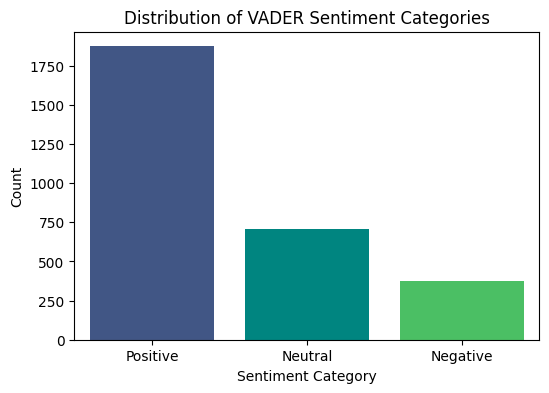 Distribution of VADER Sentiment Categories
1750
1500
1250
1000
750
500
250
0
Count
Positive Neutral Negative
Sentiment Category